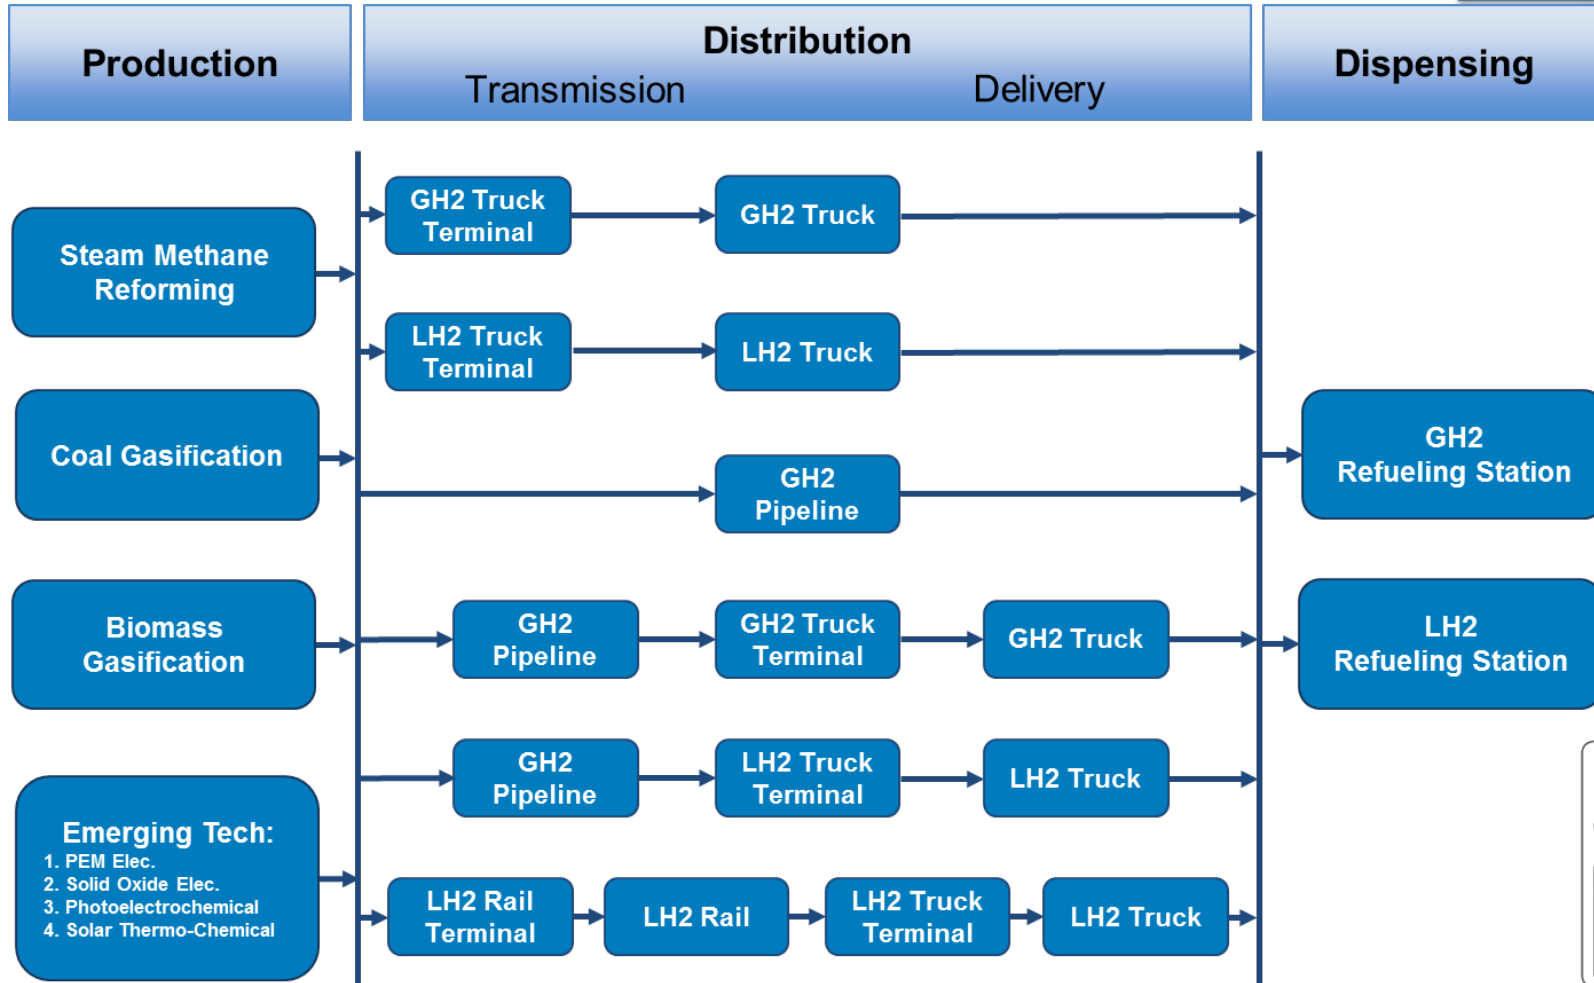 Production
Distribution
Transmission
Delivery
Dispensing
Steam Methane
Reforming
Coal Gasification
Biomass
Gasification
Emerging Tech:
1. PEM Elec.
2. Solid Oxide Elec.
3. Photoelectrochemical
4. Solar Thermo-Chemical
GH2 Truck
Terminal
GH2 Truck
LH2 Truck
Terminal
LH2 Truck
GH2
Pipeline
GH2
Pipeline
GH2 Truck
Terminal
GH2 Truck
GH2
Pipeline
LH2 Truck
Terminal
LH2 Truck
LH2 Rail
Terminal
LH2 Rail
LH2 Truck
Terminal
LH2 Truck
GH2
Refueling Station
LH2
Refueling Station